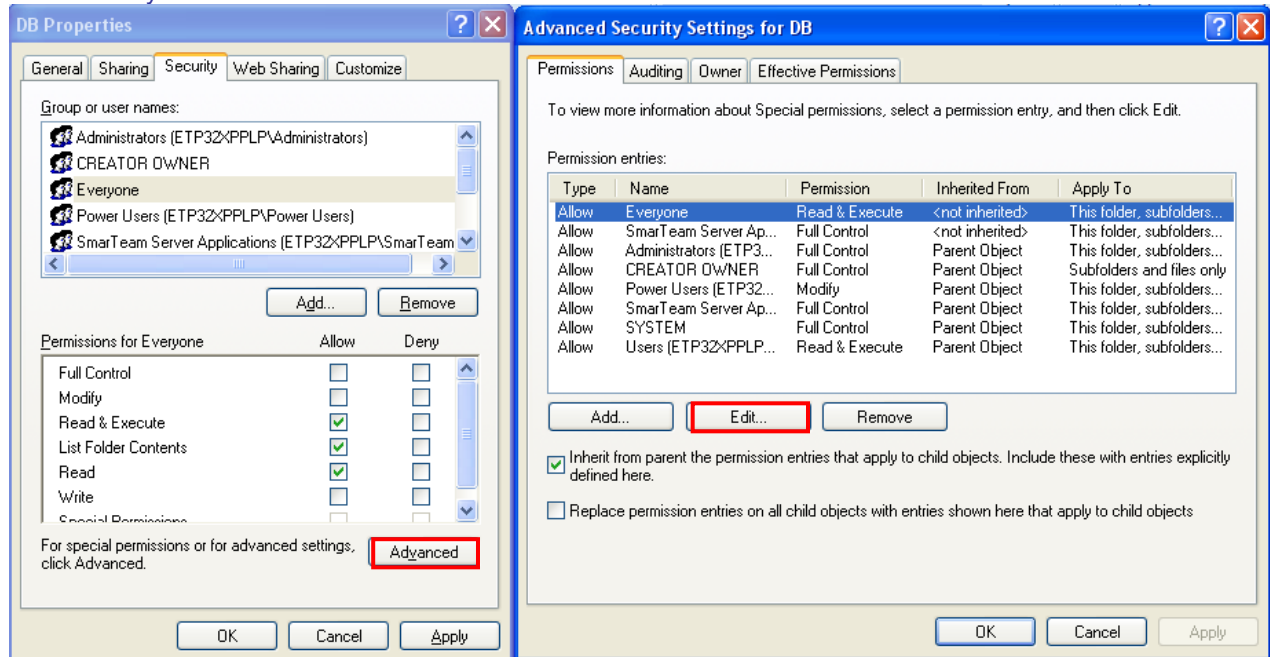 DB Properties
General Sharing Security Web Sharing Customize
Group or user names:
Administrators (ETP32XPPLP\Administrators)
CREATOR OWNER
Everyone
Power Users (ETP32XPPLP\Power Users)
SmarTeam Server Applications (ETP32XPPLP\SmarTeam
Add... Remove
Permissions for Everyone Allow Deny
Full Control
Modify
Read & Execute
List Folder Contents
Read
Write
Special Permissions
For special permissions or for advanced settings,
click Advanced.
Advanced
OK Cancel Apply
Advanced Security Settings for DB
Permissions Auditing Owner Effective Permissions
To view more information about Special permissions, select a permission entry, and then click Edit.
Permission entries:
Type Name Permission Inherited From Apply To
Allow Everyone Read & Execute <not inherited> This folder, subfolders...
Allow SmarTeam Server Ap... Full Control <not inherited> This folder, subfolders...
Allow Administrators (ETP3... Full Control Parent Object This folder, subfolders...
Allow CREATOR OWNER Full Control Parent Object Subfolders and files only
Allow Power Users (ETP32... Modify Parent Object This folder, subfolders...
Allow SmarTeam Server Ap... Full Control Parent Object This folder, subfolders...
Allow SYSTEM Full Control Parent Object This folder, subfolders...
Allow Users (ETP32XPPLP... Read & Execute Parent Object This folder, subfolders...
Add... Edit... Remove
Inherit from parent the permission entries that apply to child objects. Include these with entries explicitly
defined here.
Replace permission entries on all child objects with entries shown here that apply to child objects
OK Cancel Apply